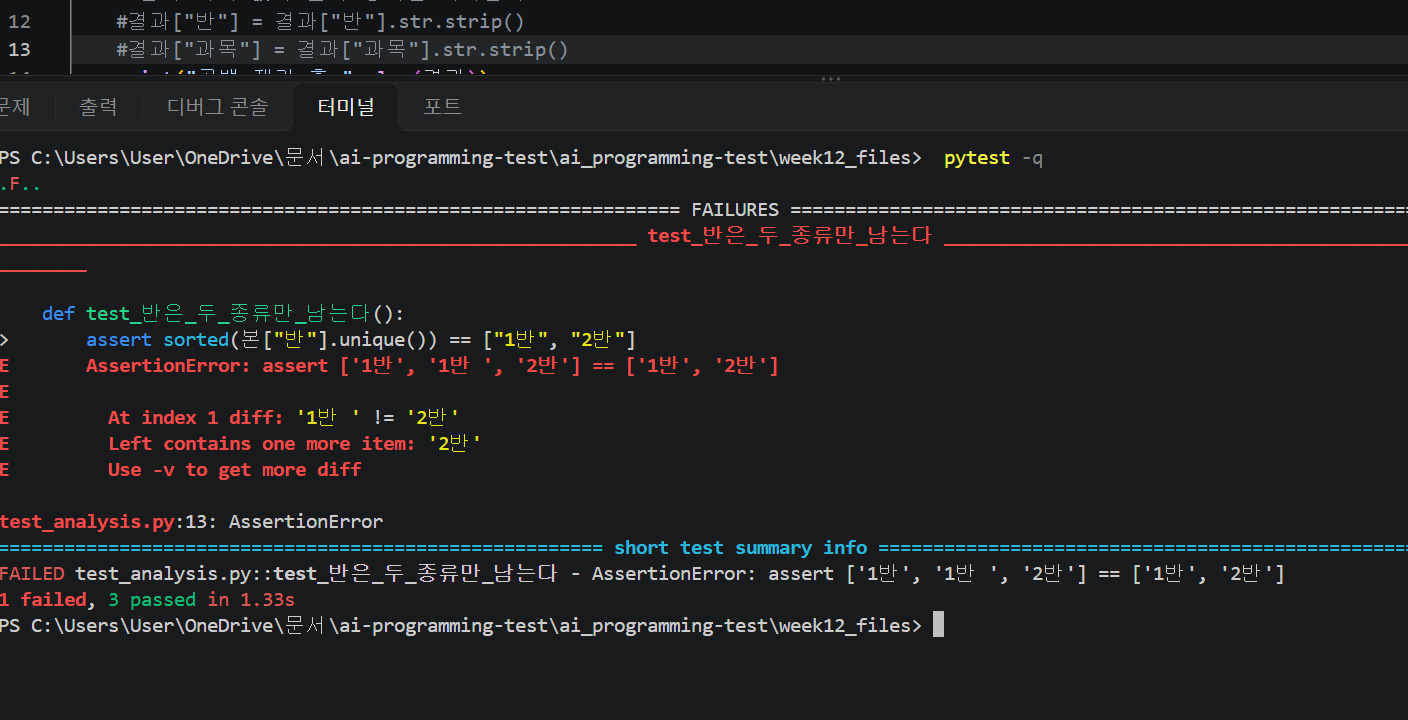 12 #결과["반"] = 결과["반"].str.strip()
13 #결과["과목"] = 결과["과목"].str.strip()
문제 출력 디버그 콘솔 터미널 포트
PS C:\Users\User\OneDrive\문서\ai-programming-test\ai_programming-test\week12_files> pytest -q
.F..
=============================================================== FAILURES ========================================================
__________________________________________________________ test_반은_두_종류만_남는다 __________________________________________
________
def test_반은_두_종류만_남는다():
> assert sorted(본["반"].unique()) == ["1반", "2반"]
E AssertionError: assert ['1반', '1반 ', '2반'] == ['1반', '2반']
E
E At index 1 diff: '1반 ' != '2반'
E Left contains one more item: '2반'
E Use -v to get more diff
test_analysis.py:13: AssertionError
======================================================= short test summary info ================================================
FAILED test_analysis.py::test_반은_두_종류만_남는다 - AssertionError: assert ['1반', '1반 ', '2반'] == ['1반', '2반']
1 failed, 3 passed in 1.33s
PS C:\Users\User\OneDrive\문서\ai-programming-test\ai_programming-test\week12_files>